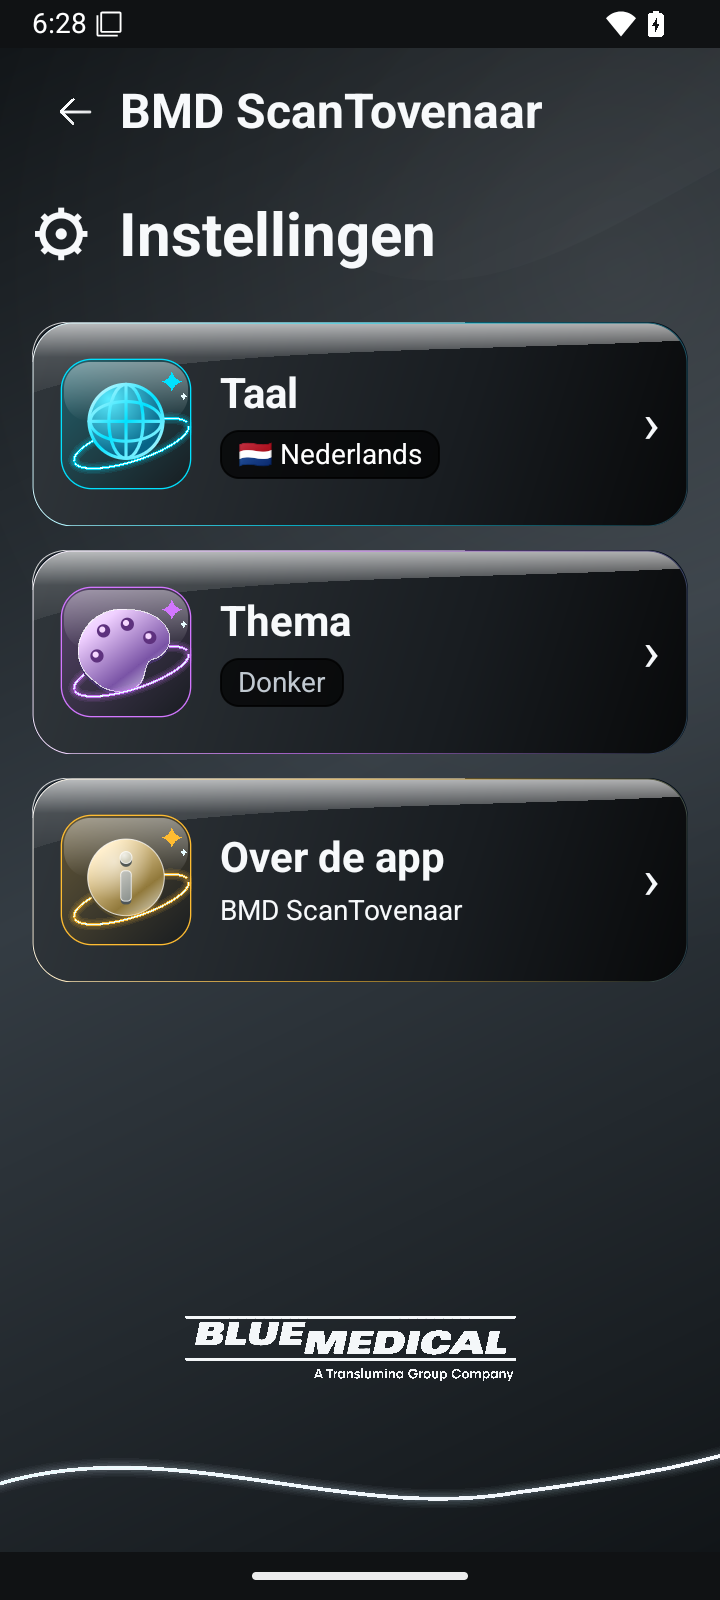 6:28
BMD ScanTovenaar
Instellingen
Taal
🇳🇱 Nederlands
Thema
Donker
Over de app
BMD ScanTovenaar
BLUEMEDICAL
A Translumina Group Company